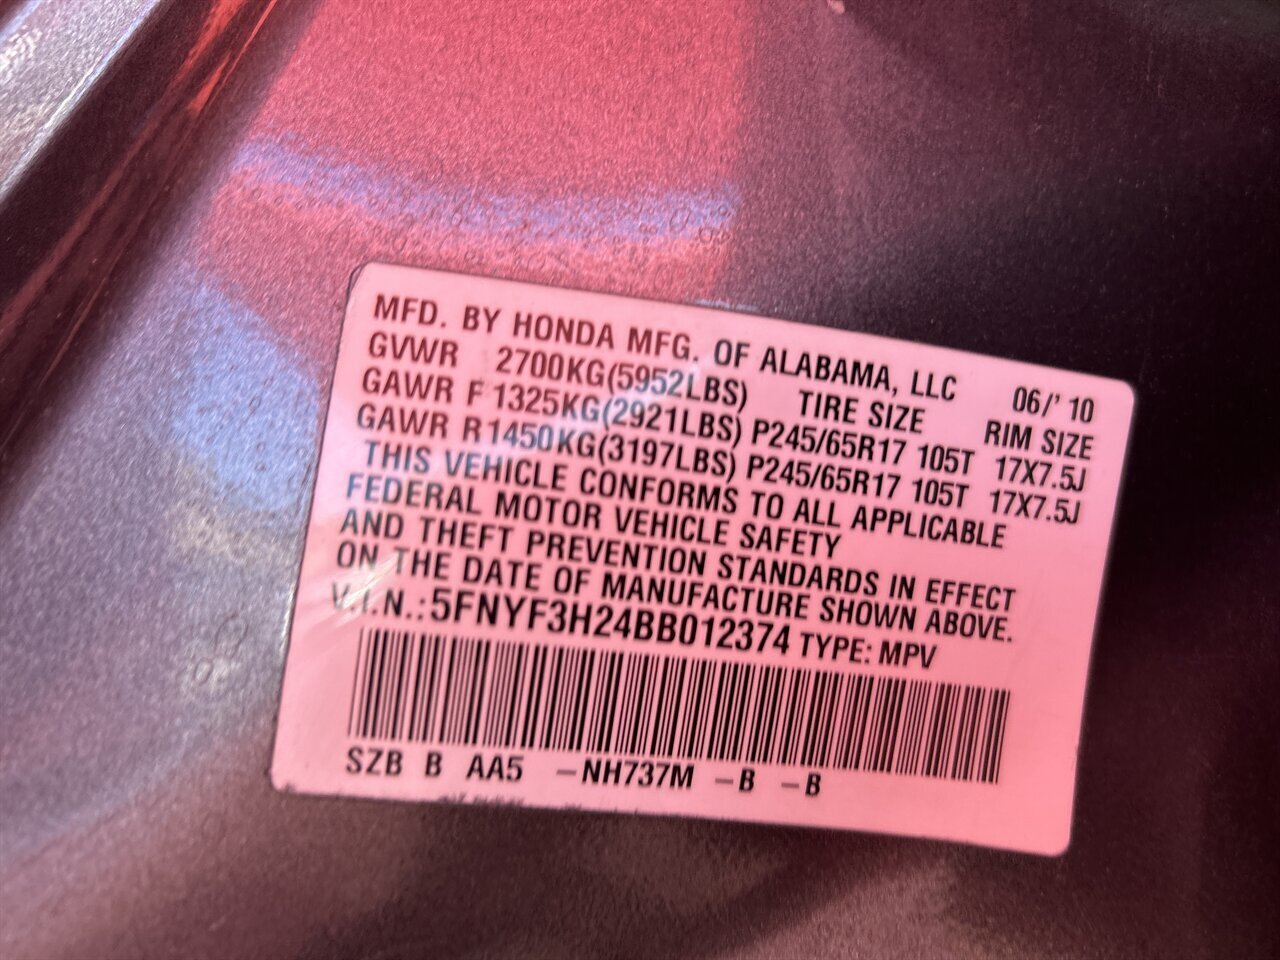 MFD. BY HONDA MFG. OF ALABAMA, LLC 06/' 10
GVWR 2700KG(5952LBS) TIRE SIZE RIM SIZE
GAWR F 1325KG(2921LBS) P245/65R17 105T 17X7.5J
GAWR R 1450KG(3197LBS) P245/65R17 105T 17X7.5J
THIS VEHICLE CONFORMS TO ALL APPLICABLE
FEDERAL MOTOR VEHICLE SAFETY
AND THEFT PREVENTION STANDARDS IN EFFECT
ON THE DATE OF MANUFACTURE SHOWN ABOVE.
V.I.N.: 5FNYF3H24BB012374 TYPE: MPV
SZB B AA5 -NH737M -B -B